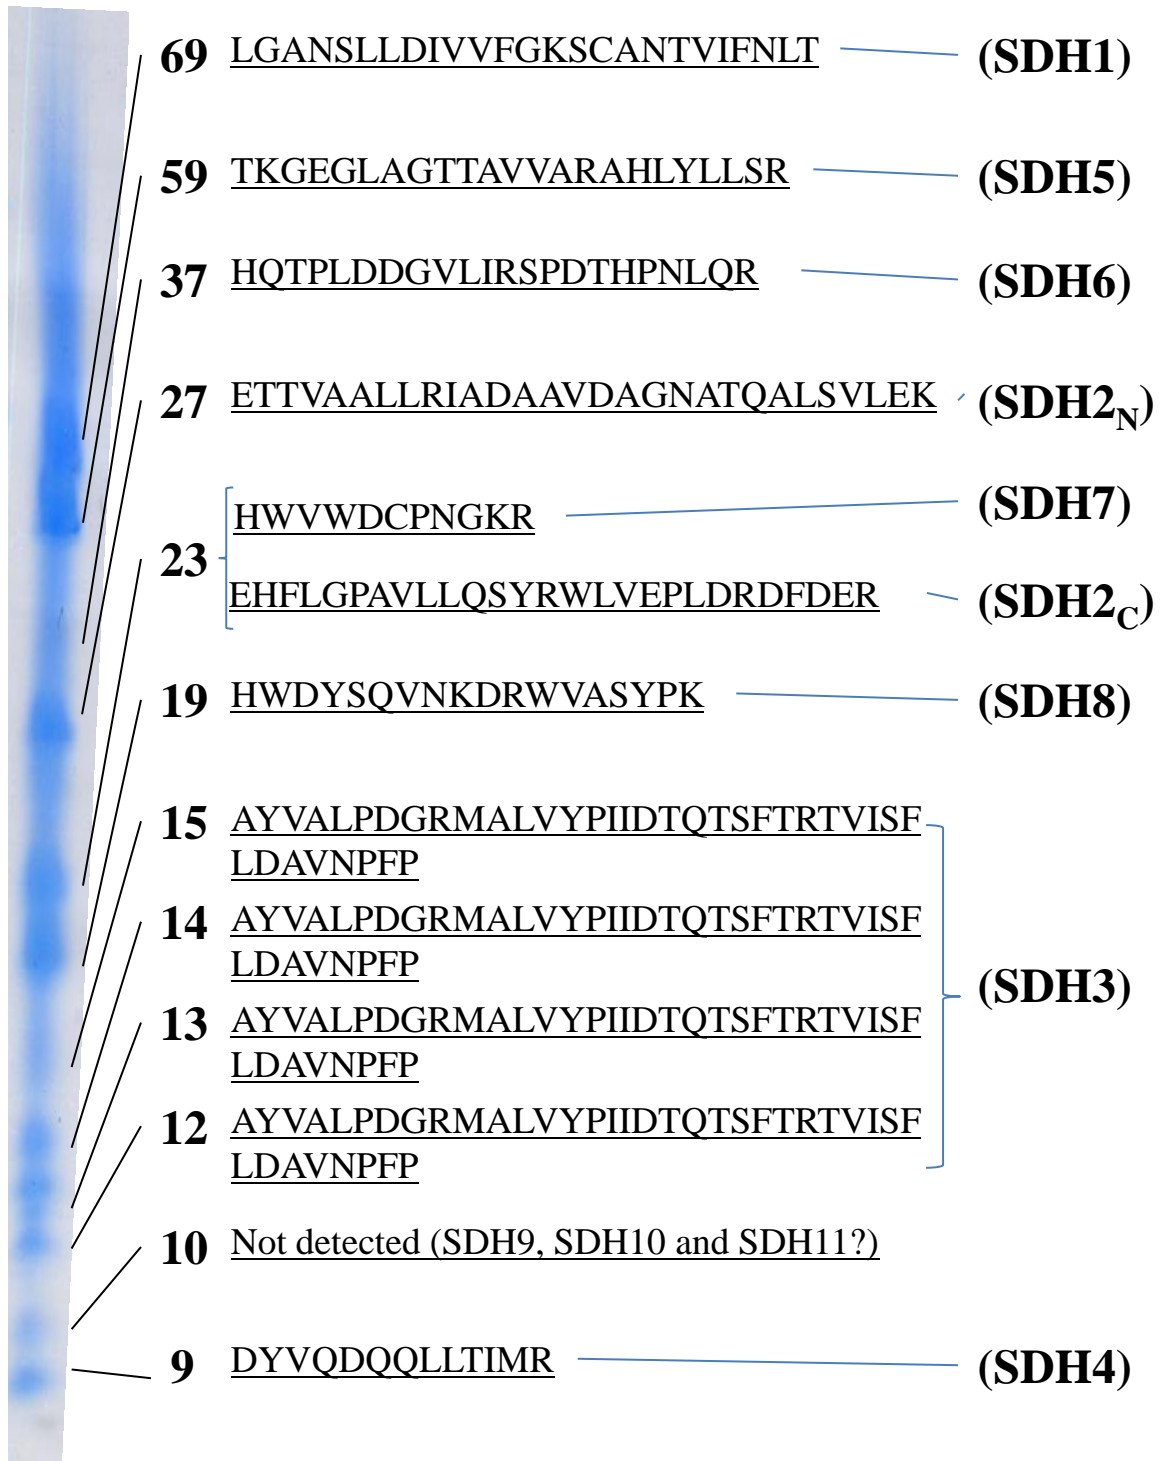 69 LGANSLLDIVVFGKSCANTVIFNLT (SDH1)
59 TKGEGLAGTTAVVARAHLYLLSR (SDH5)
37 HQTPLDDGVLIRSPDTHPNLQR (SDH6)
27 ETTVAALLRIADAAVDAGNATQALSVLEK (SDH2N)
23 HWVWDCPNGKR (SDH7)
EHFLGPAVLLQSYRWLVEPLDRDFDER (SDH2C)
19 HWDYSQVNKDRWVASYPK (SDH8)
15 AYVALPDGRMALVYPIIDTQTSFTRTVISF
LDAVNPFP
14 AYVALPDGRMALVYPIIDTQTSFTRTVISF
LDAVNPFP
(SDH3)
13 AYVALPDGRMALVYPIIDTQTSFTRTVISF
LDAVNPFP
12 AYVALPDGRMALVYPIIDTQTSFTRTVISF
LDAVNPFP
10 Not detected (SDH9, SDH10 and SDH11?)
9 DYVQDQQLLTIMR (SDH4)